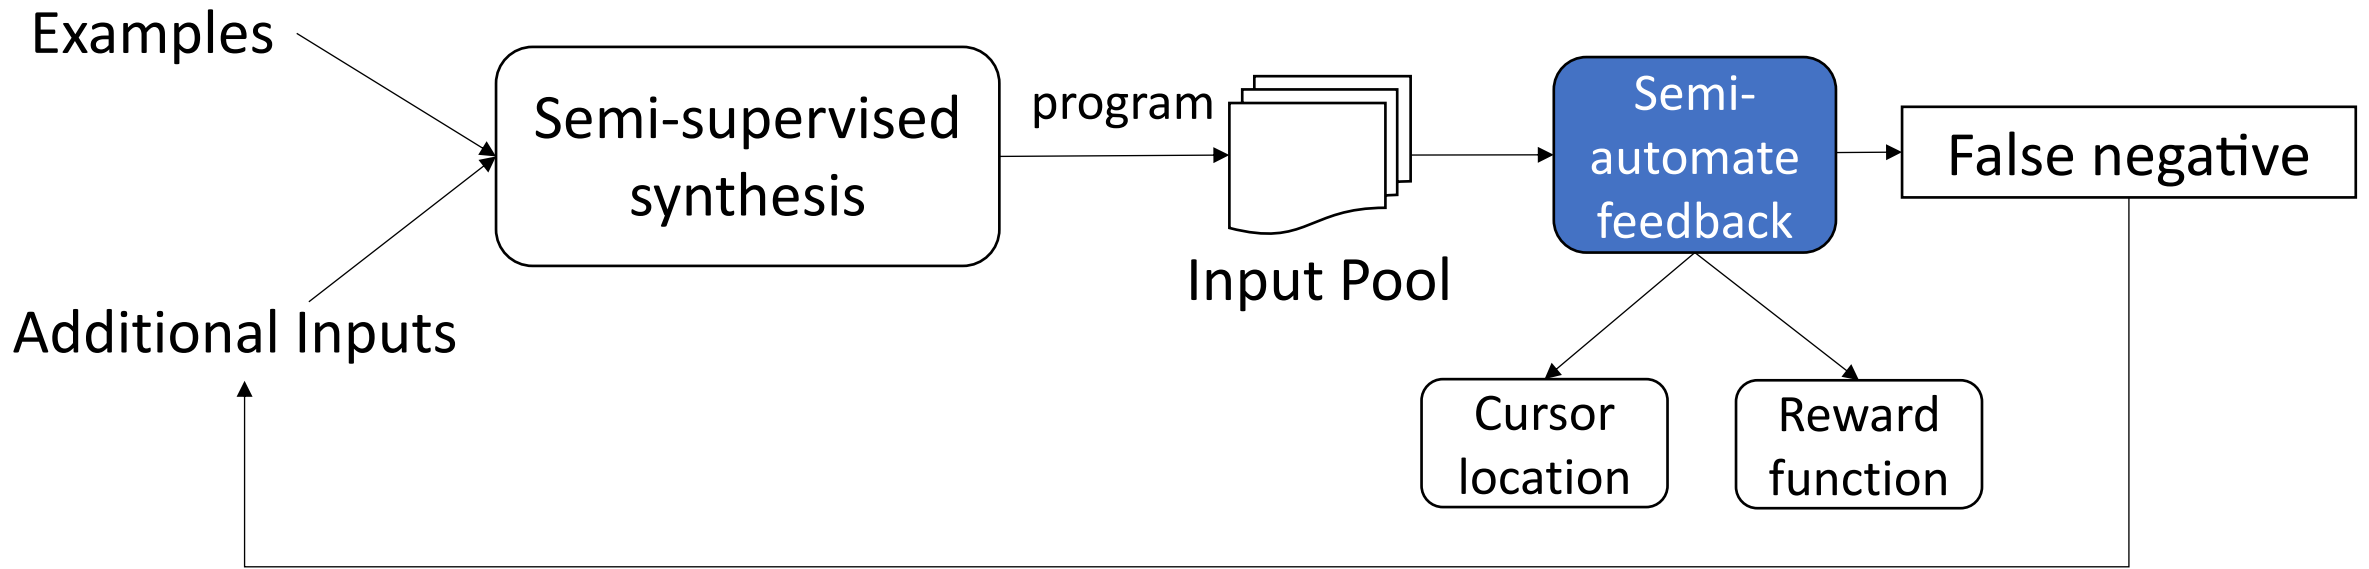 Examples
Semi-supervised
synthesis
program
Input Pool
Semi-
automate
feedback
False negative
Additional Inputs
Cursor
location
Reward
function